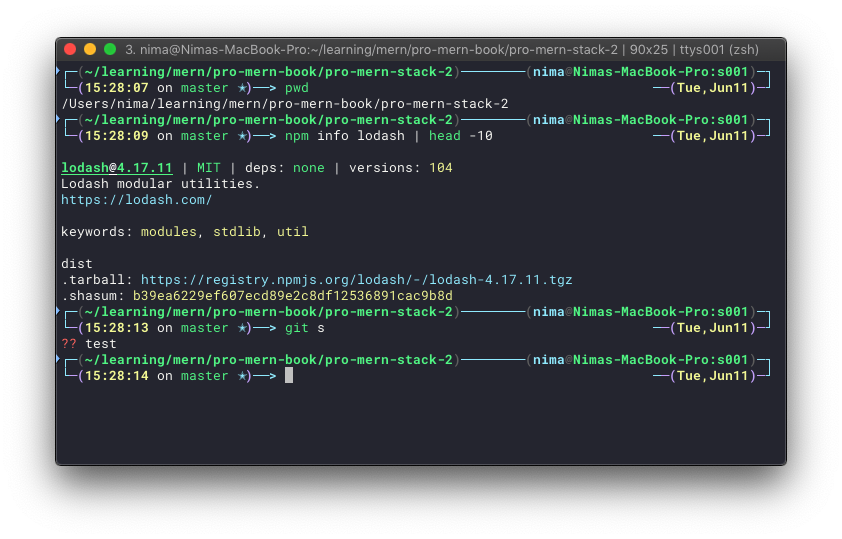 3. nima@Nimas-MacBook-Pro:~/learning/mern/pro-mern-book/pro-mern-stack-2 | 90x25 | ttys001 (zsh)
┌─(~/learning/mern/pro-mern-book/pro-mern-stack-2)────────(nima@Nimas-MacBook-Pro:s001)─┐
└─(15:28:07 on master ✭)──> pwd ──(Tue,Jun11)─┘
/Users/nima/learning/mern/pro-mern-book/pro-mern-stack-2
┌─(~/learning/mern/pro-mern-book/pro-mern-stack-2)────────(nima@Nimas-MacBook-Pro:s001)─┐
└─(15:28:09 on master ✭)──> npm info lodash | head -10 ──(Tue,Jun11)─┘
lodash@4.17.11 | MIT | deps: none | versions: 104
Lodash modular utilities.
https://lodash.com/
keywords: modules, stdlib, util
dist
.tarball: https://registry.npmjs.org/lodash/-/lodash-4.17.11.tgz
.shasum: b39ea6229ef607ecd89e2c8df12536891cac9b8d
┌─(~/learning/mern/pro-mern-book/pro-mern-stack-2)────────(nima@Nimas-MacBook-Pro:s001)─┐
└─(15:28:13 on master ✭)──> git s ──(Tue,Jun11)─┘
?? test
┌─(~/learning/mern/pro-mern-book/pro-mern-stack-2)────────(nima@Nimas-MacBook-Pro:s001)─┐
└─(15:28:14 on master ✭)──> ──(Tue,Jun11)─┘